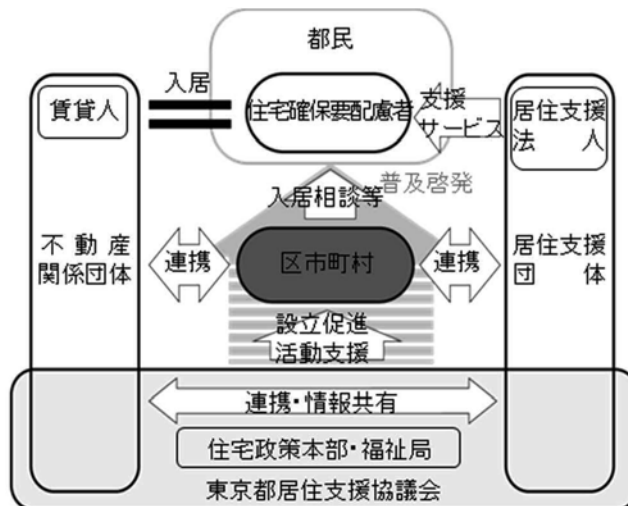 都民
入居
賃貸人
住宅確保要配慮者
支援
サービス
居住支援
法人
普及啓発
入居相談等
不動産
関係団体
連携
区市町村
連携
居住支援
団体
設立促進
活動支援
連携・情報共有
住宅政策本部・福祉局
東京都居住支援協議会